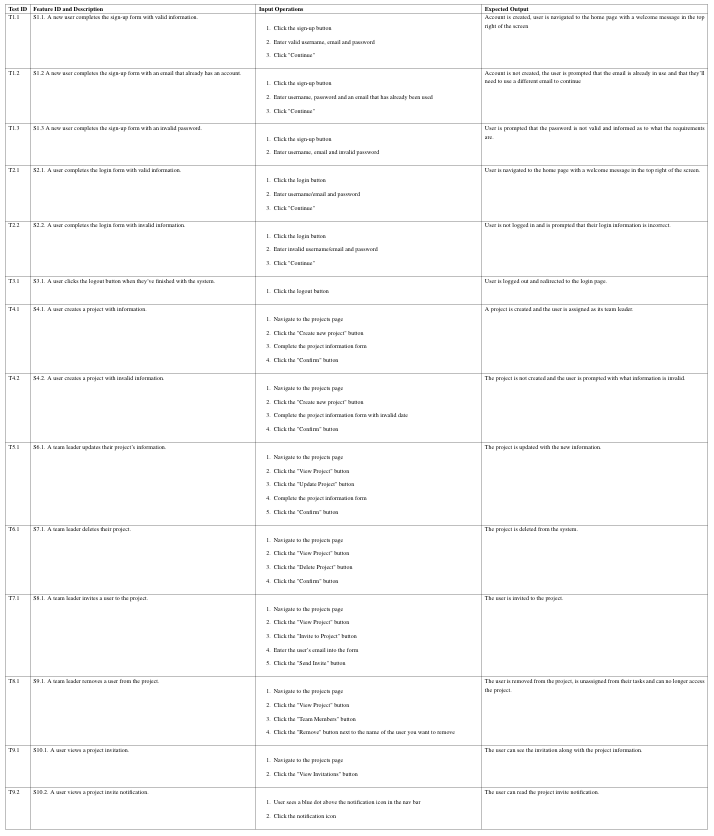 Test ID Feature ID and Description Input Operations Expected Output
T1.1 S1.1. A new user completes the sign-up form with valid information. Account is created, user is navigated to the home page with a welcome message in the top
right of the screen
1. Click the sign-up button
2. Enter valid username, email and password
3. Click "Continue"
T1.2 S1.2 A new user completes the sign-up form with an email that already has an account. Account is not created, the user is prompted that the email is already in use and that they'll
need to use a different email to continue
1. Click the sign-up button
2. Enter username, password and an email that has already been used
3. Click "Continue"
T1.3 S1.3 A new user completes the sign-up form with an invalid password. User is prompted that the password is not valid and informed as to what the requirements
are.
1. Click the sign-up button
2. Enter username, email and invalid password
T2.1 S2.1. A user completes the login form with valid information. User is navigated to the home page with a welcome message in the top right of the screen.
1. Click the login button
2. Enter username/email and password
3. Click "Continue"
T2.2 S2.2. A user completes the login form with invalid information. User is not logged in and is prompted that their login information is incorrect.
1. Click the login button
2. Enter invalid username/email and password
3. Click "Continue"
T3.1 S3.1. A user clicks the logout button when they've finished with the system. User is logged out and redirected to the login page.
1. Click the logout button
T4.1 S4.1. A user creates a project with information. A project is created and the user is assigned as its team leader.
1. Navigate to the projects page
2. Click the "Create new project" button
3. Complete the project information form
4. Click the "Confirm" button
T4.2 S4.2. A user creates a project with invalid information. The project is not created and the user is prompted with what information is invalid.
1. Navigate to the projects page
2. Click the "Create new project" button
3. Complete the project information form with invalid date
4. Click the "Confirm" button
T5.1 S6.1. A team leader updates their project's information. The project is updated with the new information.
1. Navigate to the projects page
2. Click the "View Project" button
3. Click the "Update Project" button
4. Complete the project information form
5. Click the "Confirm" button
T6.1 S7.1. A team leader deletes their project. The project is deleted from the system.
1. Navigate to the projects page
2. Click the "View Project" button
3. Click the "Delete Project" button
4. Click the "Confirm" button
T7.1 S8.1. A team leader invites a user to the project. The user is invited to the project.
1. Navigate to the projects page
2. Click the "View Project" button
3. Click the "Invite to Project" button
4. Enter the user's email into the form
5. Click the "Send Invite" button
T8.1 S9.1. A team leader removes a user from the project. The user is removed from the project, is unassigned from their tasks and can no longer access
the project.
1. Navigate to the projects page
2. Click the "View Project" button
3. Click the "Team Members" button
4. Click the "Remove" button next to the name of the user you want to remove
T9.1 S10.1. A user views a project invitation. The user can see the invitation along with the project information.
1. Navigate to the projects page
2. Click the "View Invitations" button
T9.2 S10.2. A user views a project invite notification. The user can read the project invite notification.
1. User sees a blue dot above the notification icon in the nav bar
2. Click the notification icon